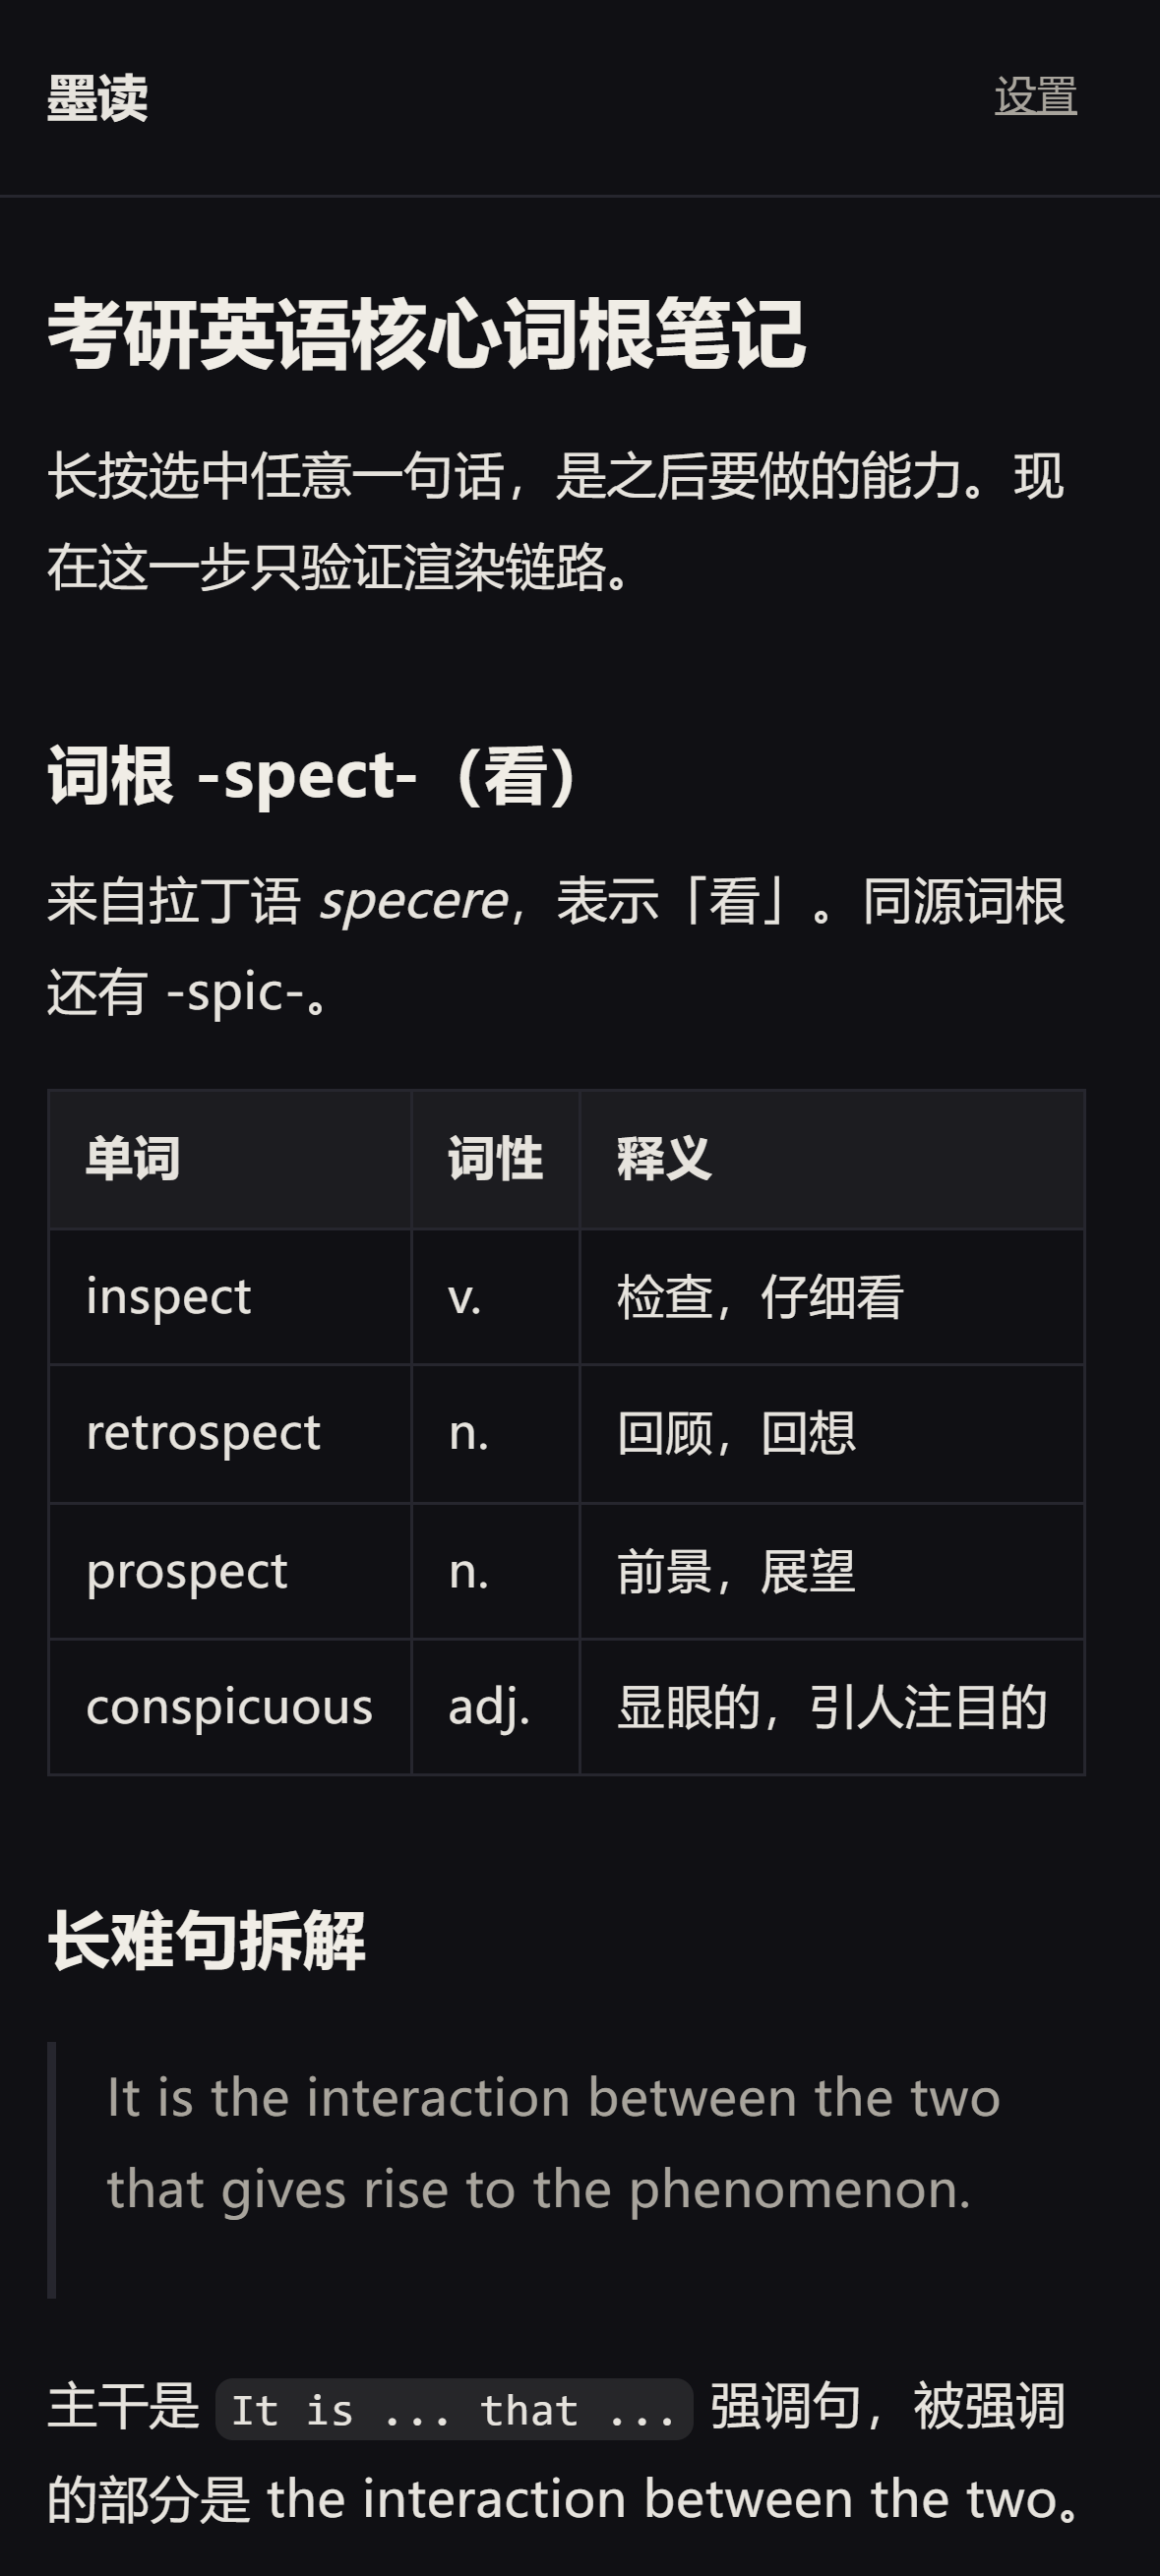 墨读
设置
考研英语核心词根笔记
长按选中任意一句话，是之后要做的能力。现
在这一步只验证渲染链路。
词根 -spect-（看）
来自拉丁语 specere，表示「看」。同源词根
还有 -spic-。
单词 词性 释义
inspect v. 检查，仔细看
retrospect n. 回顾，回想
prospect n. 前景，展望
conspicuous adj. 显眼的，引人注目的
长难句拆解
It is the interaction between the two
that gives rise to the phenomenon.
主干是 It is ... that ... 强调句，被强调
的部分是 the interaction between the two。